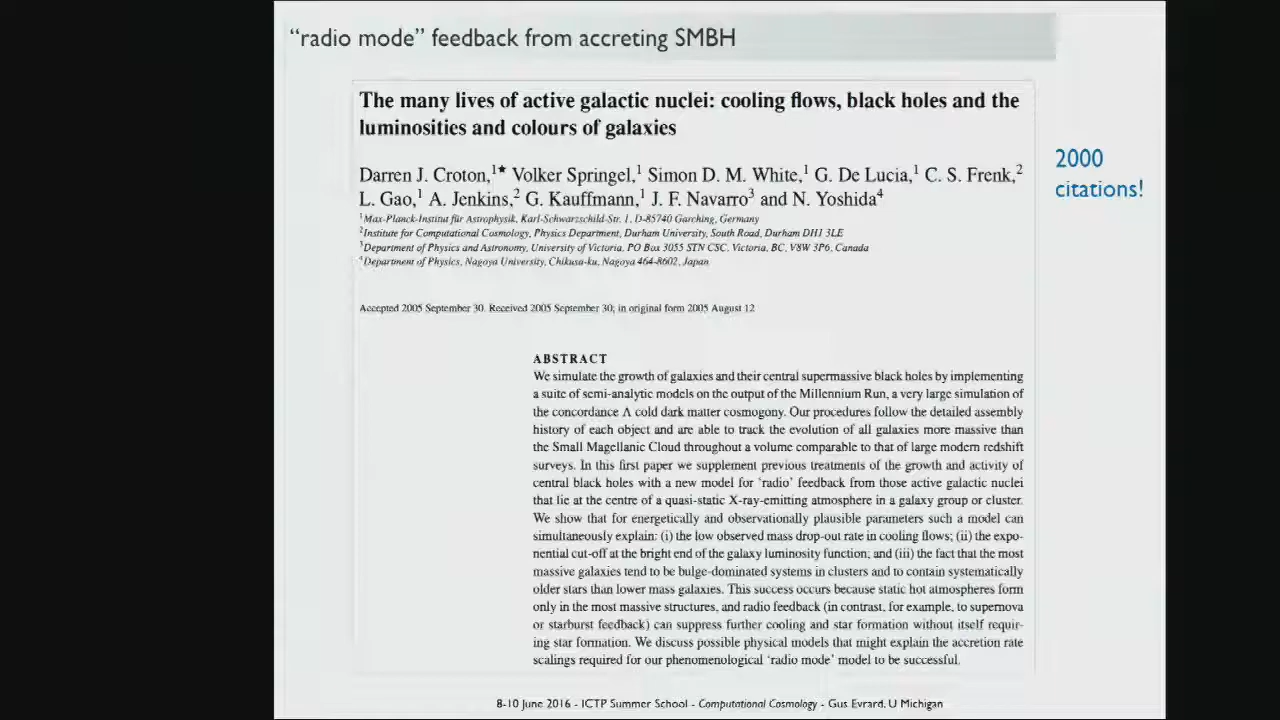 “radio mode” feedback from accreting SMBH
The many lives of active galactic nuclei: cooling flows, black holes and the
luminosities and colours of galaxies
2000
citations!
Darren J. Croton,1★ Volker Springel,1 Simon D. M. White,1 G. De Lucia,1 C. S. Frenk,2
L. Gao,1 A. Jenkins,2 G. Kauffmann,1 J. F. Navarro3 and N. Yoshida4
1Max-Planck-Institut für Astrophysik, Karl-Schwarzschild-Str. 1, D-85740 Garching, Germany
2Institute for Computational Cosmology, Physics Department, Durham University, South Road, Durham DH1 3LE
3Department of Physics and Astronomy, University of Victoria, PO Box 3055 STN CSC, Victoria, BC, V8W 3P6, Canada
4Department of Physics, Nagoya University, Chikusa-ku, Nagoya 464-8602, Japan
Accepted 2005 September 30. Received 2005 September 30; in original form 2005 August 12
ABSTRACT
We simulate the growth of galaxies and their central supermassive black holes by implementing
a suite of semi-analytic models on the output of the Millennium Run, a very large simulation of
the concordance Λ cold dark matter cosmogony. Our procedures follow the detailed assembly
history of each object and are able to track the evolution of all galaxies more massive than
the Small Magellanic Cloud throughout a volume comparable to that of large modern redshift
surveys. In this first paper we supplement previous treatments of the growth and activity of
central black holes with a new model for ‘radio’ feedback from those active galactic nuclei
that lie at the centre of a quasi-static X-ray-emitting atmosphere in a galaxy group or cluster.
We show that for energetically and observationally plausible parameters such a model can
simultaneously explain: (i) the low observed mass drop-out rate in cooling flows; (ii) the expo-
nential cut-off at the bright end of the galaxy luminosity function; and (iii) the fact that the most
massive galaxies tend to be bulge-dominated systems in clusters and to contain systematically
older stars than lower mass galaxies. This success occurs because static hot atmospheres form
only in the most massive structures, and radio feedback (in contrast, for example, to supernova
or starburst feedback) can suppress further cooling and star formation without itself requir-
ing star formation. We discuss possible physical models that might explain the accretion rate
scalings required for our phenomenological ‘radio mode’ model to be successful.
8-10 June 2016 - ICTP Summer School - Computational Cosmology - Gus Evrard, U Michigan